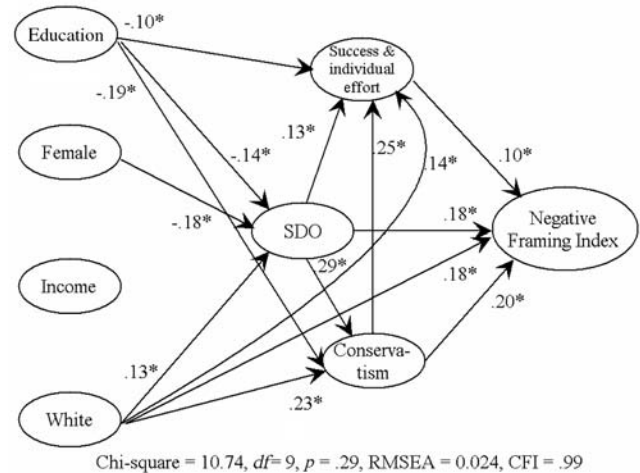 -.10*
Education
Success &
individual
effort
-.19*
.13*
-.14*
.25*
.14*
.10*
Female
-.18*
SDO
.18*
Negative
Framing Index
.29*
.18*
Income
.20*
Conserva-
tism
.13*
.23*
White
Chi-square = 10.74, df= 9, p = .29, RMSEA = 0.024, CFI = .99